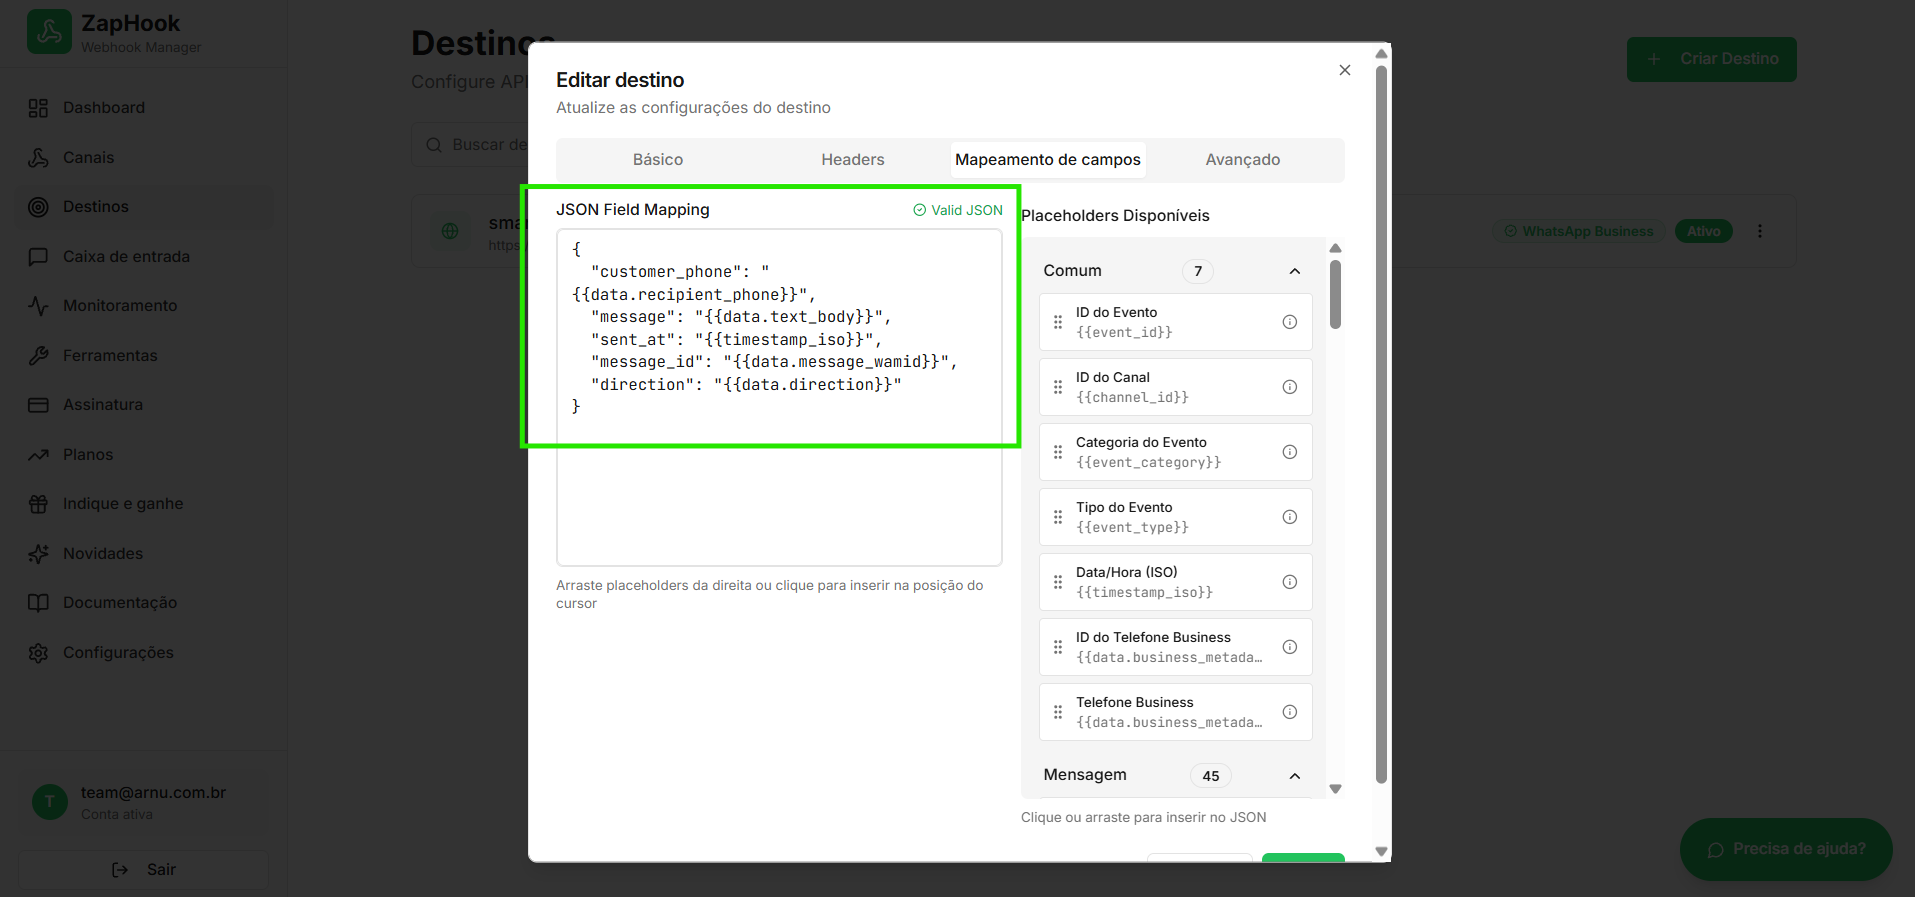 ZapHook
Webhook Manager
Dashboard
Canais
Destinos
Caixa de entrada
Monitoramento
Ferramentas
Assinatura
Planos
Indique e ganhe
Novidades
Documentação
Configurações
T
team@arnu.com.br
Conta ativa
Sair
Destinos
Configure API
Criar Destino
Buscar de
sma
https:
WhatsApp Business
Ativo
Editar destino
Atualize as configurações do destino
Básico
Headers
Mapeamento de campos
Avançado
JSON Field Mapping
Valid JSON
{
"customer_phone": "
{{data.recipient_phone}}",
"message": "{{data.text_body}}",
"sent_at": "{{timestamp_iso}}",
"message_id": "{{data.message_wamid}}",
"direction": "{{data.direction}}"
}
Arraste placeholders da direita ou clique para inserir na posição do
cursor
Placeholders Disponíveis
Comum
7
ID do Evento
{{event_id}}
ID do Canal
{{channel_id}}
Categoria do Evento
{{event_category}}
Tipo do Evento
{{event_type}}
Data/Hora (ISO)
{{timestamp_iso}}
ID do Telefone Business
{{data.business_metada…
Telefone Business
{{data.business_metada…
Mensagem
45
Clique ou arraste para inserir no JSON
Precisa de ajuda?